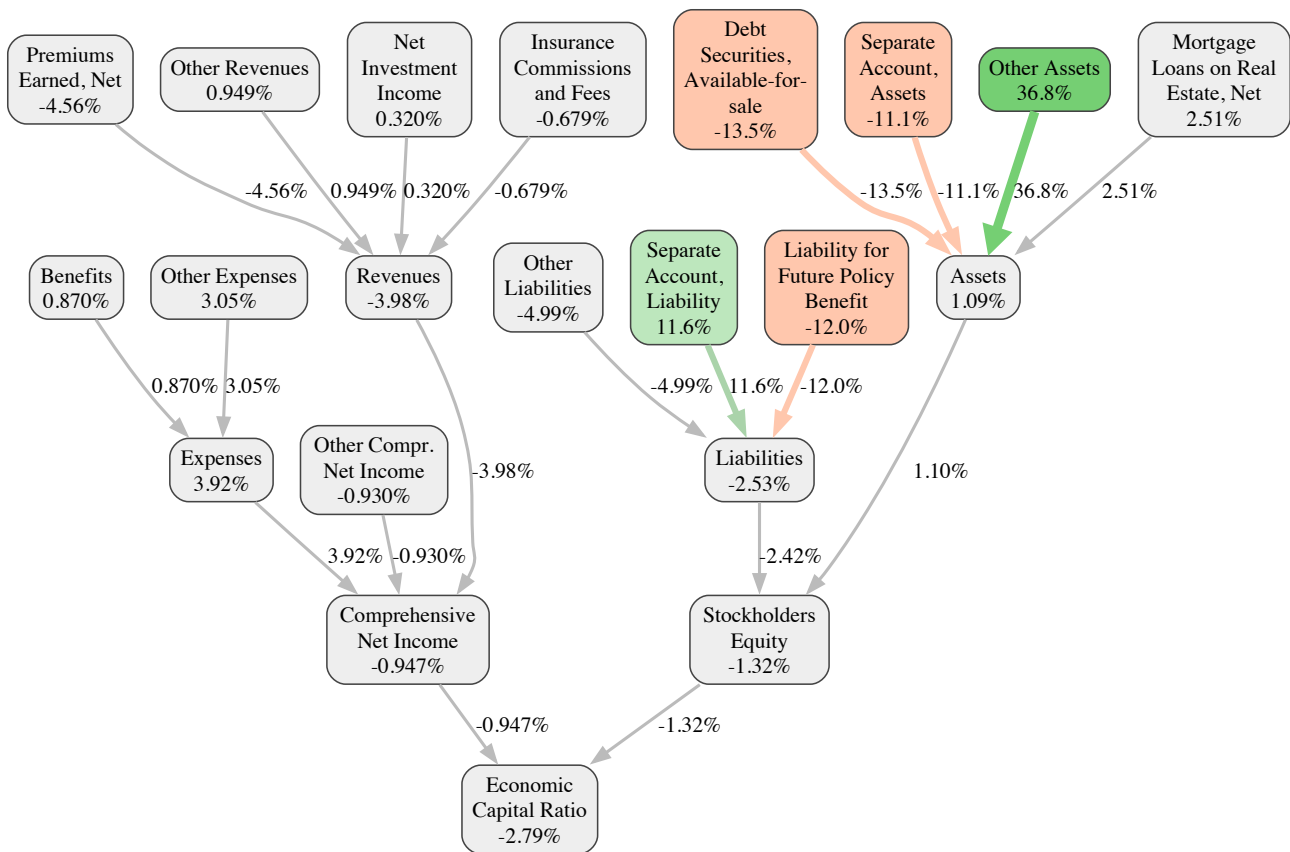 Premiums
Earned, Net
-4.56%
Other Revenues
0.949%
Net
Investment
Income
0.320%
Insurance
Commissions
and Fees
-0.679%
Debt
Securities,
Available-for-
sale
-13.5%
Separate
Account,
Assets
-11.1%
Other Assets
36.8%
Mortgage
Loans on Real
Estate, Net
2.51%
-4.56%
0.949%
0.320%
-0.679%
-13.5%
-11.1%
36.8%
2.51%
Benefits
0.870%
Other Expenses
3.05%
Revenues
-3.98%
Other
Liabilities
-4.99%
Separate
Account,
Liability
11.6%
Liability for
Future Policy
Benefit
-12.0%
Assets
1.09%
0.870%
3.05%
-4.99%
11.6%
-12.0%
Expenses
3.92%
Other Compr.
Net Income
-0.930%
-3.98%
Liabilities
-2.53%
1.10%
3.92%
-0.930%
-2.42%
Comprehensive
Net Income
-0.947%
Stockholders
Equity
-1.32%
-0.947%
-1.32%
Economic
Capital Ratio
-2.79%